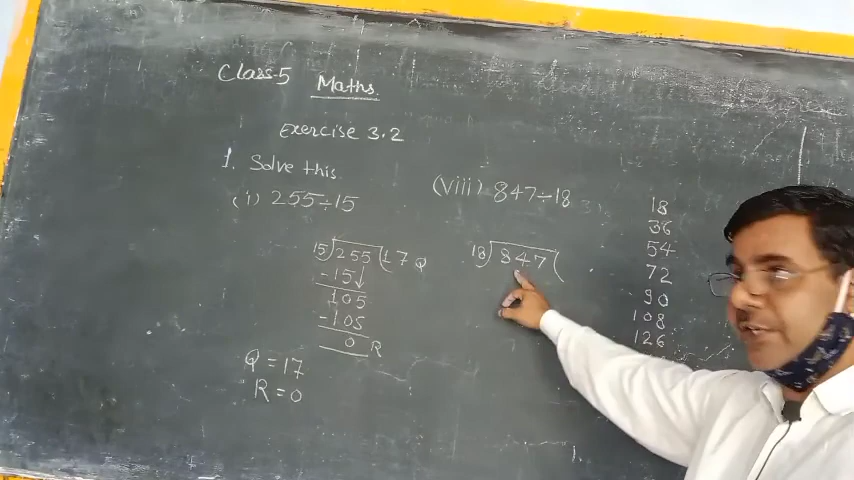 Class-5 Maths
Exercise 3.2
1. Solve this
(i) 255÷15
15)255(17 Q
-15↓
105
-105
0 R
Q = 17
R = 0
(viii) 847÷18
18)847(
18
36
54
72
90
108
126